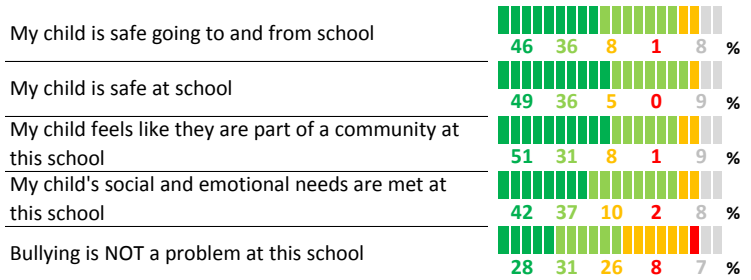 My child is safe going to and from school
46 36 8 1 8 %
My child is safe at school
49 36 5 0 9 %
My child feels like they are part of a community at
this school
51 31 8 1 9 %
My child's social and emotional needs are met at
this school
42 37 10 2 8 %
Bullying is NOT a problem at this school
28 31 26 8 7 %